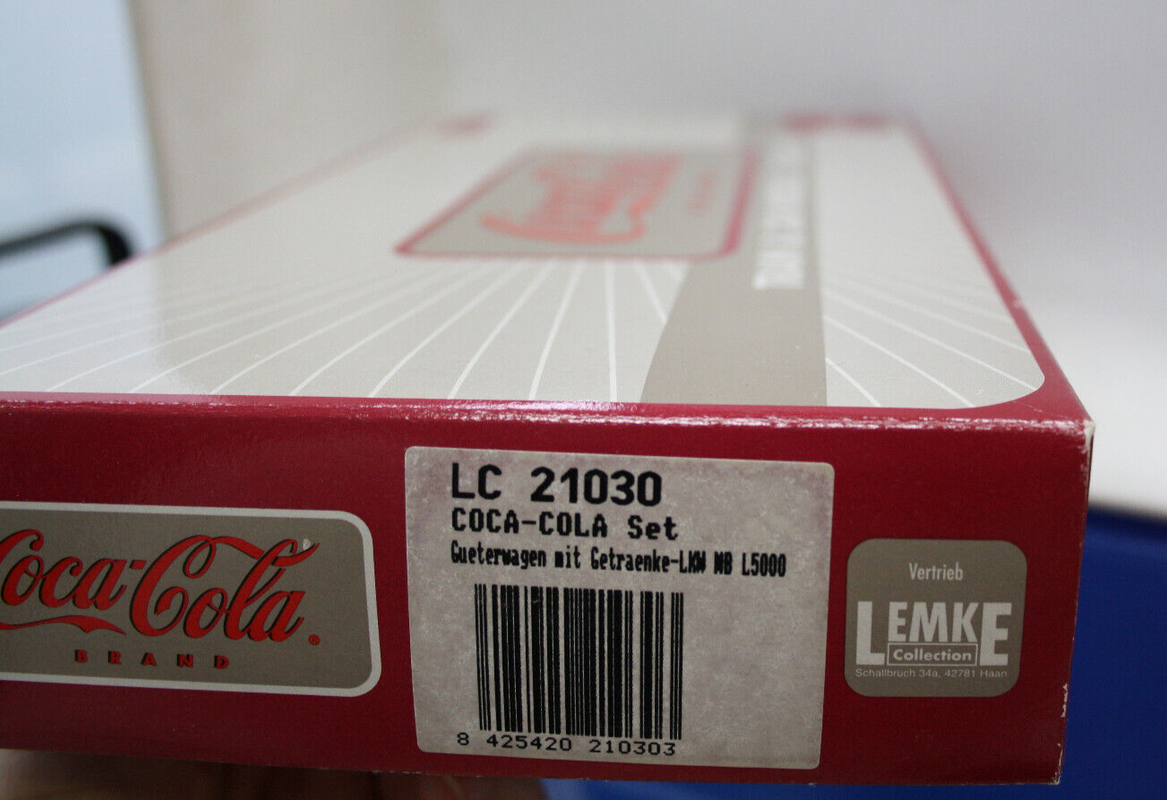 Coca-Cola
BRAND
LC 21030
COCA-COLA Set
Gueterwagen mit Getraenke-LKW MB L5000
8 425420 210303
Vertrieb
LEMKE
Collection
Schallbruch 34a, 42781 Haan